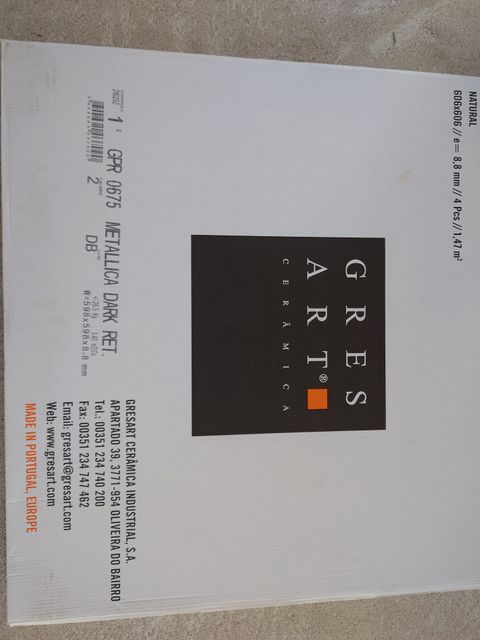 NATURAL
606x606 // e= 8,8 mm // 4 Pcs // 1,47 m²
GRES
ART®
CERÂMICA
1ª GPR 0675 METALLICA DARK RET.
2 DB
W=598x598x8.8 mm
GRESART CERÂMICA INDUSTRIAL, S.A.
APARTADO 39, 3771-954 OLIVEIRA DO BAIRRO
Tel.: 00351 234 740 200
Fax: 00351 234 747 462
Email: gresart@gresart.com
Web: www.gresart.com
MADE IN PORTUGAL, EUROPE